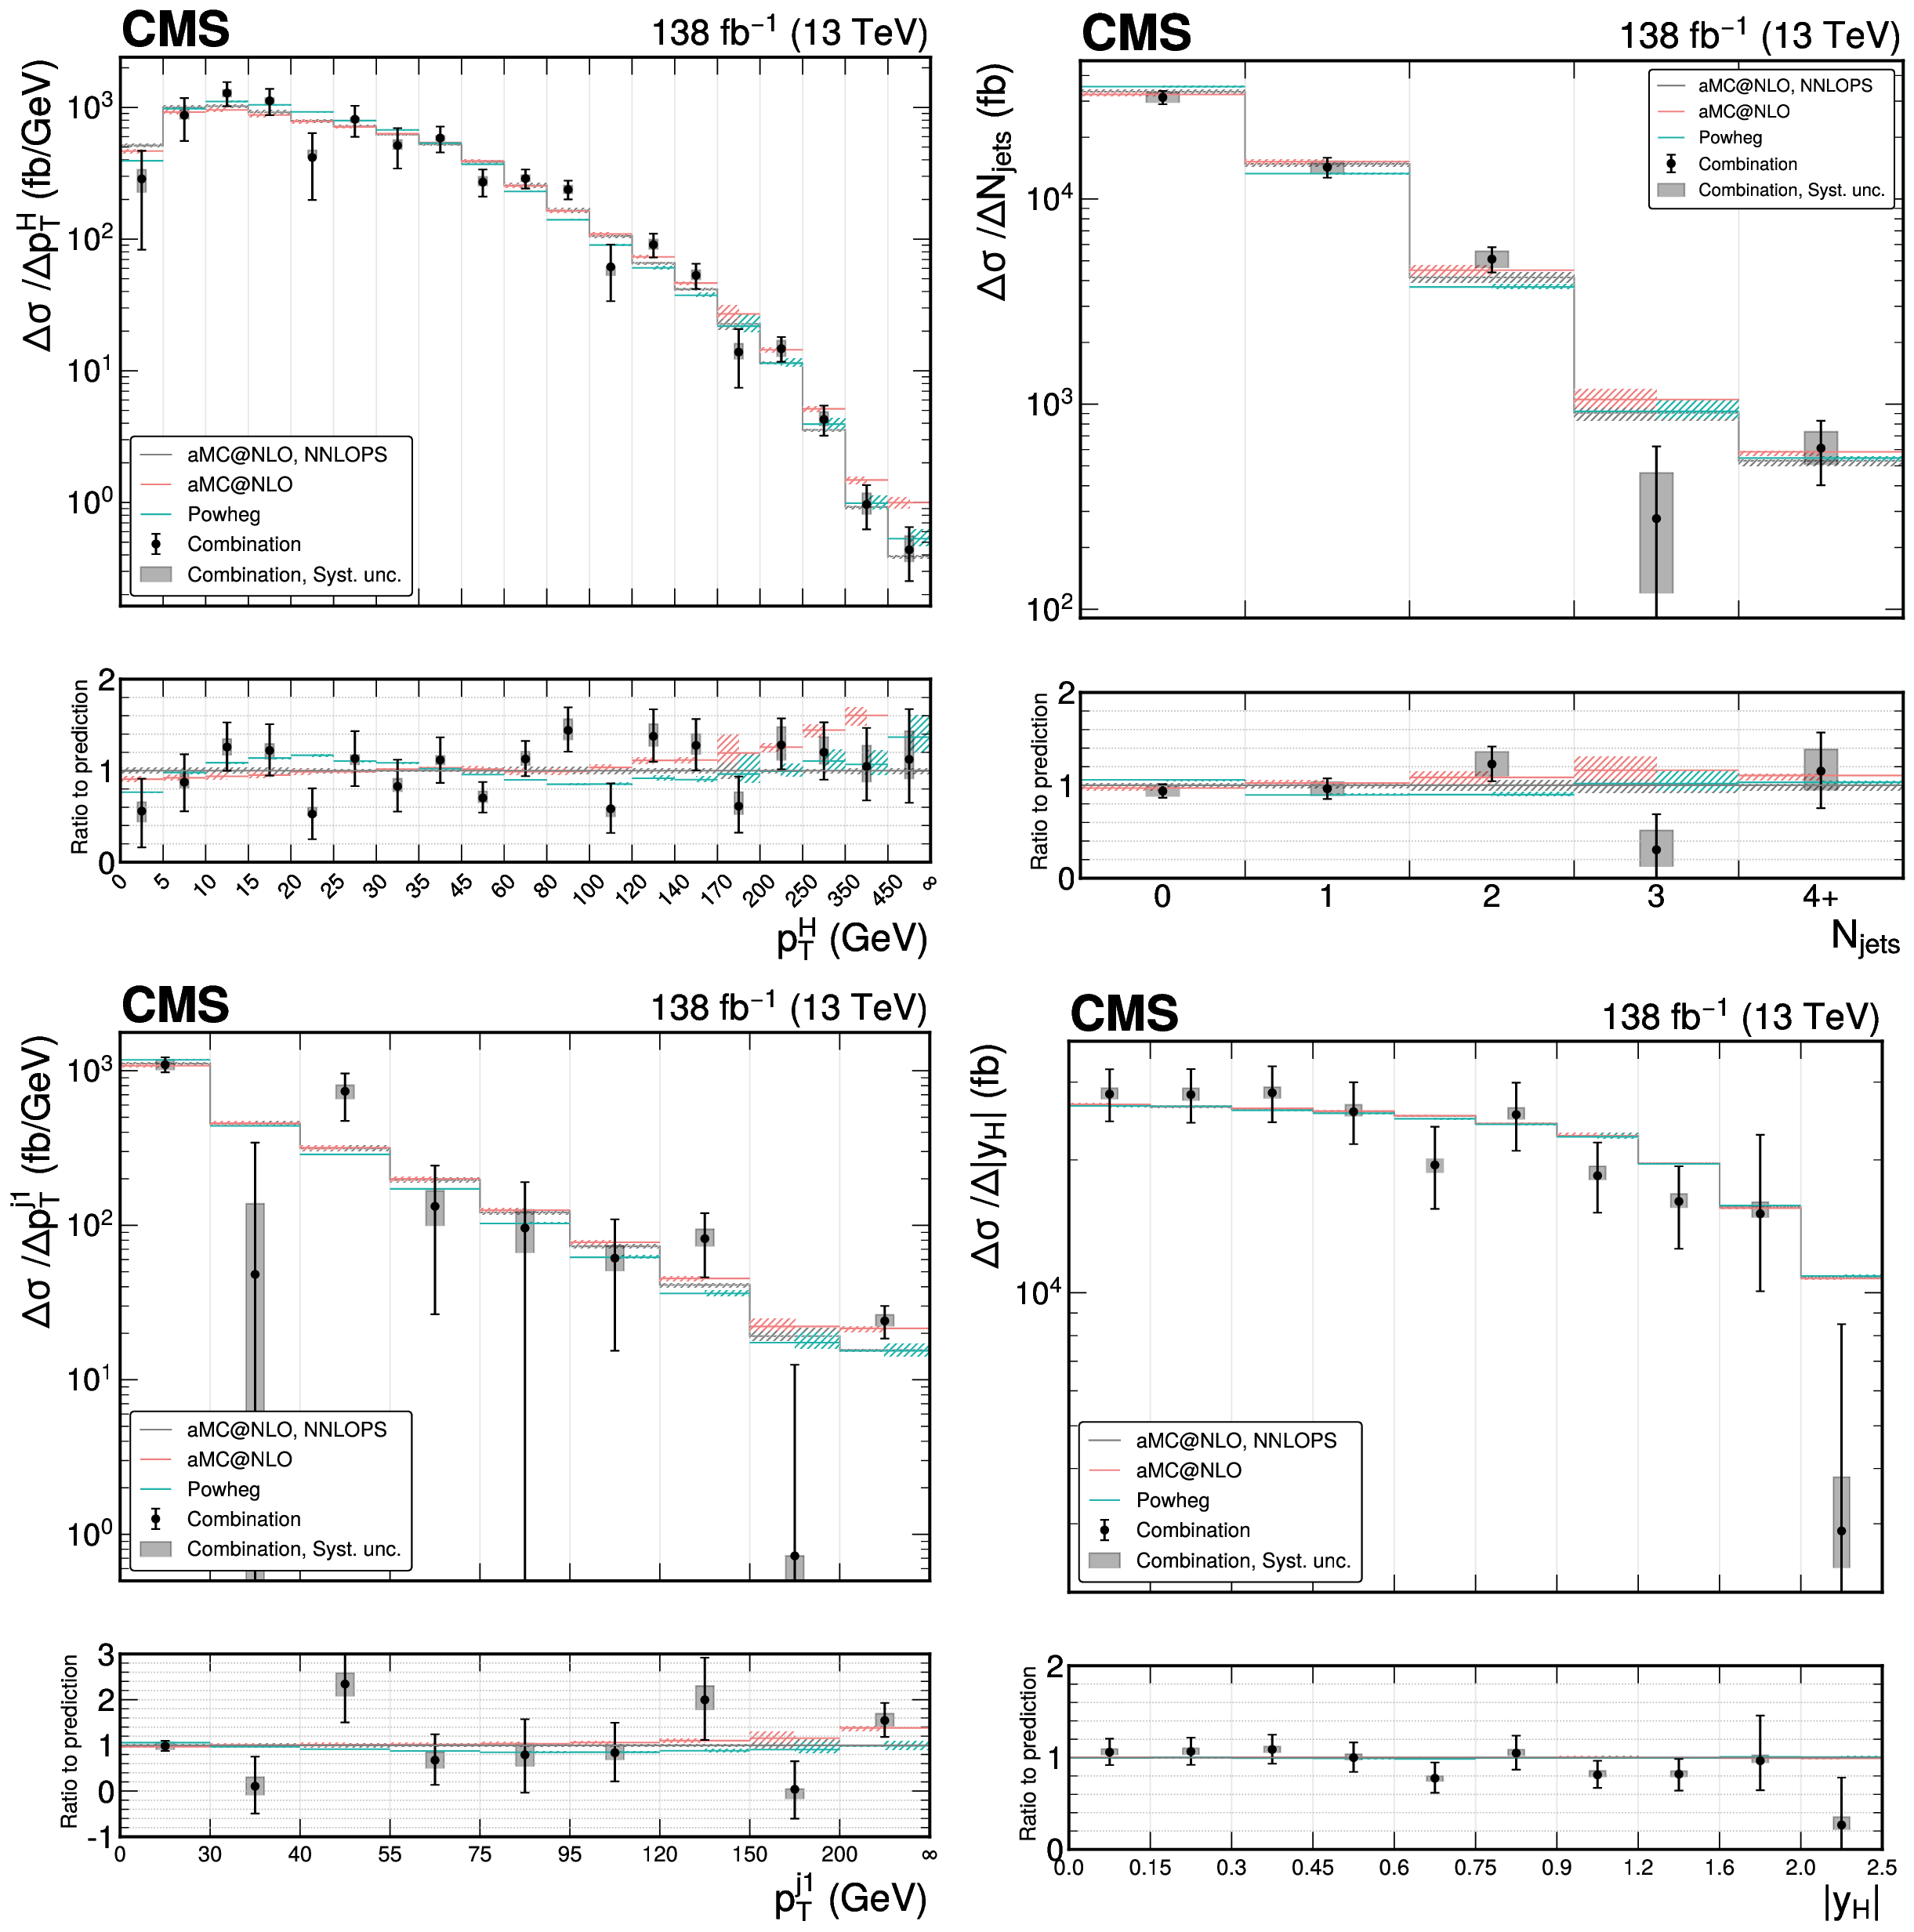 CMS 138 fb⁻¹ (13 TeV)
Δσ /Δp_T^H (fb/GeV)
10³
10²
10¹
10⁰
aMC@NLO, NNLOPS
aMC@NLO
Powheg
Combination
Combination, Syst. unc.
Ratio to prediction
2
1
0
0 5 10 15 20 25 30 35 45 60 80 100 120 140 170 200 250 350 450 ∞
p_T^H (GeV)
CMS 138 fb⁻¹ (13 TeV)
Δσ /ΔN_jets (fb)
10⁴
10³
10²
aMC@NLO, NNLOPS
aMC@NLO
Powheg
Combination
Combination, Syst. unc.
Ratio to prediction
2
1
0
0 1 2 3 4+
N_jets
CMS 138 fb⁻¹ (13 TeV)
Δσ /Δp_T^j1 (fb/GeV)
10³
10²
10¹
10⁰
aMC@NLO, NNLOPS
aMC@NLO
Powheg
Combination
Combination, Syst. unc.
Ratio to prediction
3
2
1
0
-1
0 30 40 55 75 95 120 150 200 ∞
p_T^j1 (GeV)
CMS 138 fb⁻¹ (13 TeV)
Δσ /Δ|y_H| (fb)
10⁴
aMC@NLO, NNLOPS
aMC@NLO
Powheg
Combination
Combination, Syst. unc.
Ratio to prediction
2
1
0
0.0 0.15 0.3 0.45 0.6 0.75 0.9 1.2 1.6 2.0 2.5
|y_H|